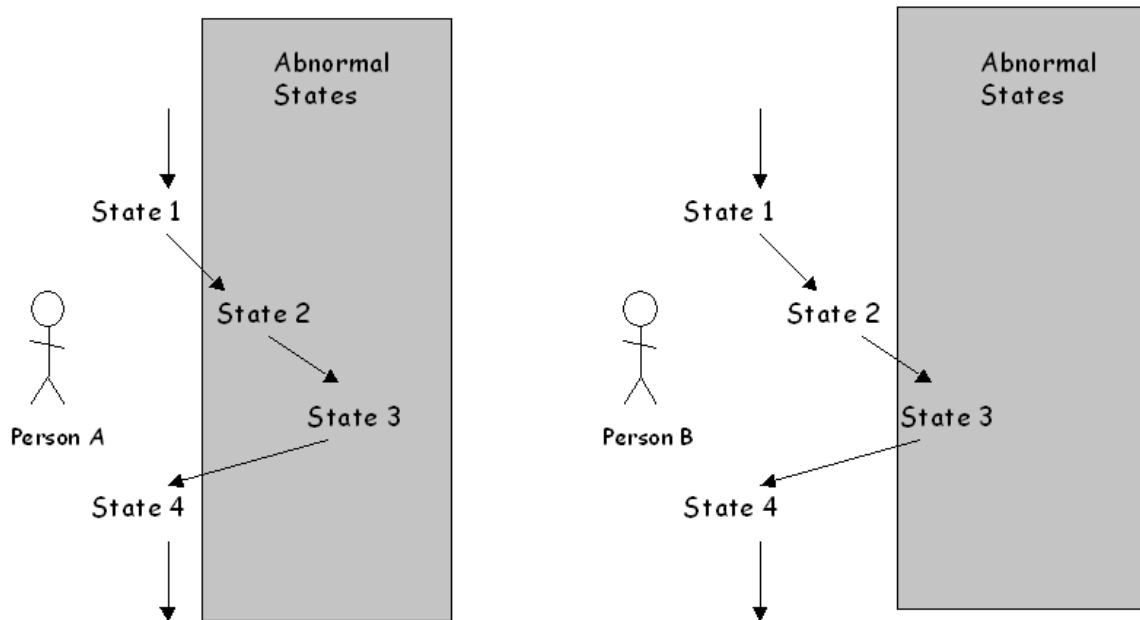 Abnormal
States
State 1
State 2
State 3
Person A
State 4
Abnormal
States
State 1
State 2
State 3
Person B
State 4